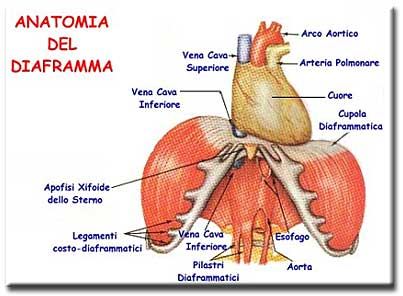 ANATOMIA
DEL
DIAFRAMMA
Arco Aortico
Vena Cava
Superiore
Arteria Polmonare
Vena Cava
Inferiore
Cuore
Cupola
Diaframmatica
Apofisi Xifoide
dello Sterno
Legamenti
costo-diaframmatici
Vena Cava
Inferiore
Esofago
Pilastri
Diaframmatici
Aorta